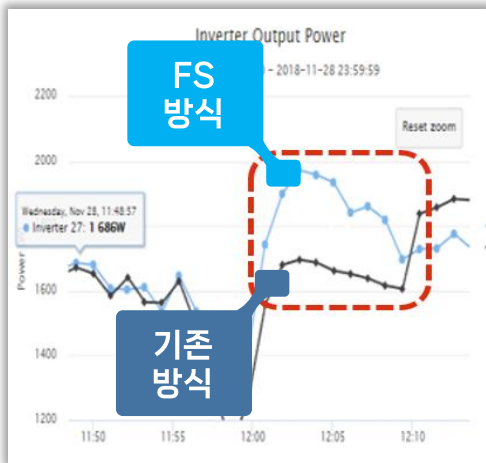 Inverter Output Power
- 2018-11-28 23:59:59
FS
방식
Reset zoom
2200
2000
1600
1400
1200
Power
Wednesday, Nov 28, 11:48:57
Inverter 27: 1 686W
기존
방식
11:50
11:55
12:00
12:05
12:10